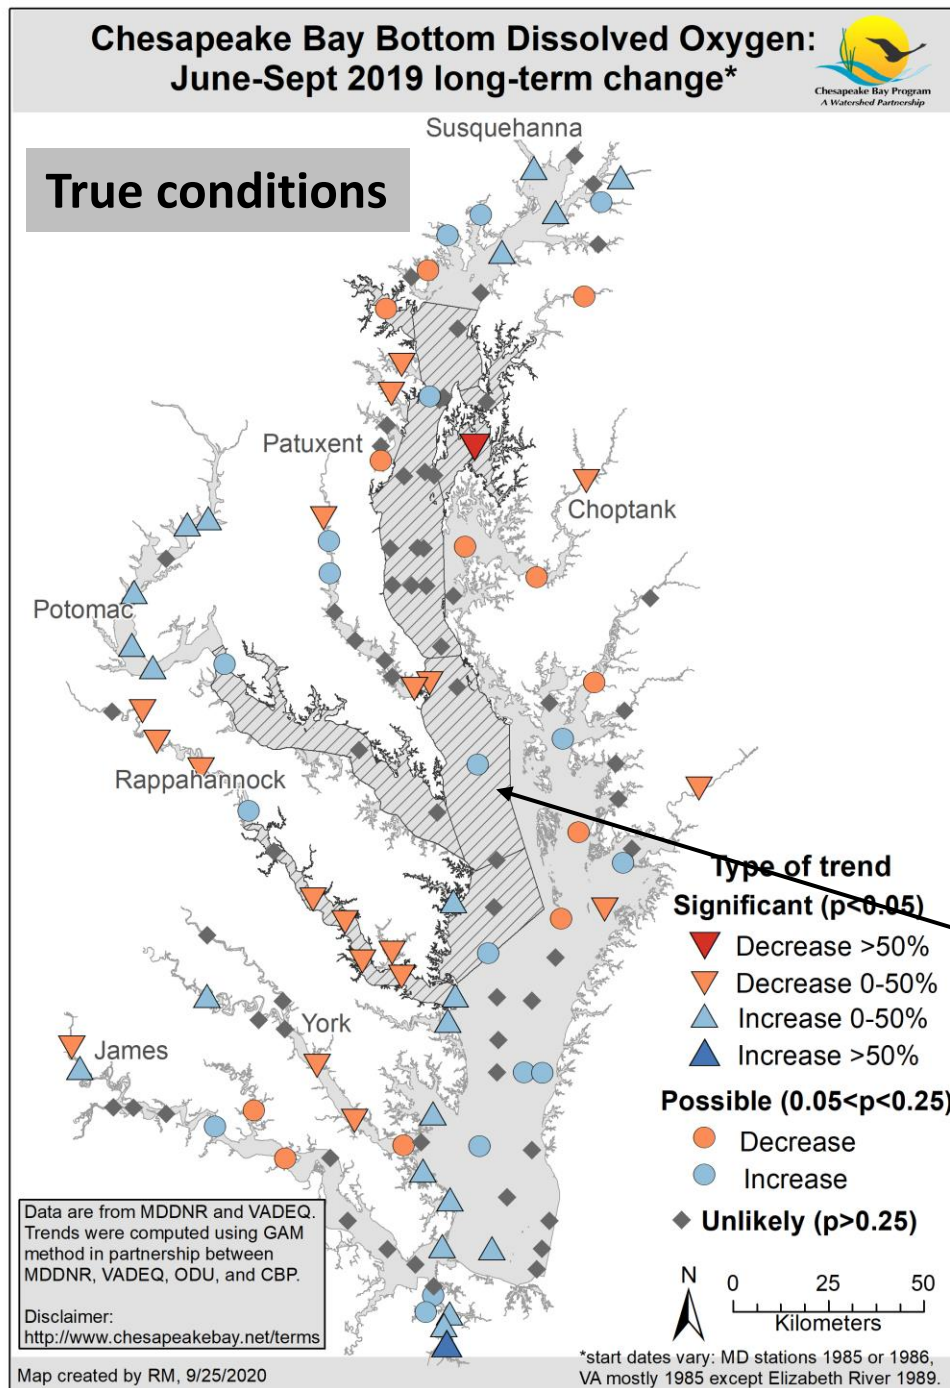 Chesapeake Bay Bottom Dissolved Oxygen:
June-Sept 2019 long-term change*
Chesapeake Bay Program
A Watershed Partnership
True conditions
Susquehanna
Patuxent
Choptank
Potomac
Rappahannock
York
James
Type of trend
Significant (p<0.05)
Decrease >50%
Decrease 0-50%
Increase 0-50%
Increase >50%
Possible (0.05<p<0.25)
Decrease
Increase
Unlikely (p>0.25)
Data are from MDDNR and VADEQ.
Trends were computed using GAM
method in partnership between
MDDNR, VADEQ, ODU, and CBP.
Disclaimer:
http://www.chesapeakebay.net/terms
N
0 25 50
Kilometers
Map created by RM, 9/25/2020
*start dates vary: MD stations 1985 or 1986,
VA mostly 1985 except Elizabeth River 1989.